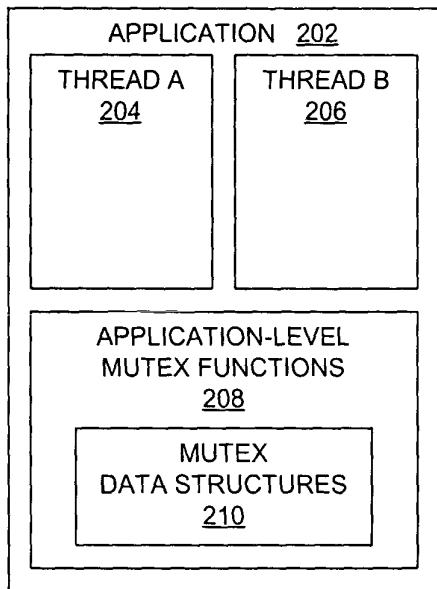 APPLICATION 202
THREAD A
204
THREAD B
206
APPLICATION-LEVEL
MUTEX FUNCTIONS
208
MUTEX
DATA STRUCTURES
210